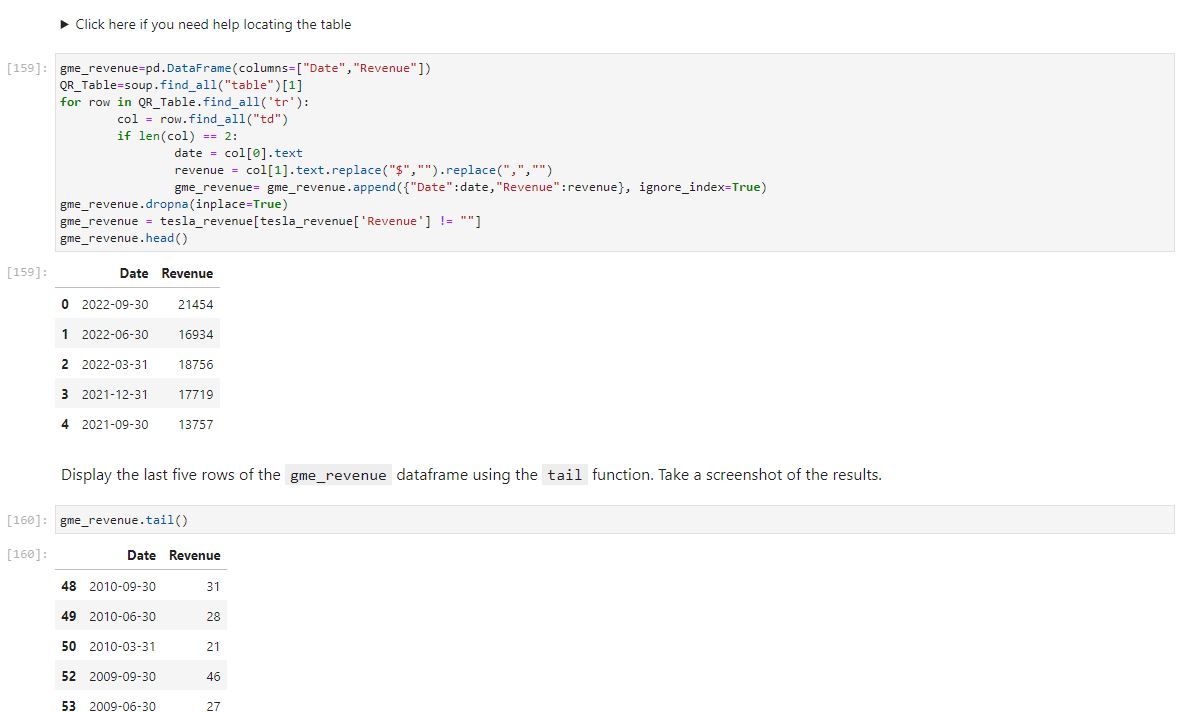 ▶ Click here if you need help locating the table
[159]: gme_revenue=pd.DataFrame(columns=["Date","Revenue"])
QR_Table=soup.find_all("table")[1]
for row in QR_Table.find_all('tr'):
        col = row.find_all("td")
        if len(col) == 2:
                date = col[0].text
                revenue = col[1].text.replace("$","").replace(",","")
                gme_revenue= gme_revenue.append({"Date":date,"Revenue":revenue}, ignore_index=True)
gme_revenue.dropna(inplace=True)
gme_revenue = tesla_revenue[tesla_revenue['Revenue'] != ""]
gme_revenue.head()
[159]: Date Revenue
0 2022-09-30 21454
1 2022-06-30 16934
2 2022-03-31 18756
3 2021-12-31 17719
4 2021-09-30 13757
Display the last five rows of the gme_revenue dataframe using the tail function. Take a screenshot of the results.
[160]: gme_revenue.tail()
[160]: Date Revenue
48 2010-09-30 31
49 2010-06-30 28
50 2010-03-31 21
52 2009-09-30 46
53 2009-06-30 27